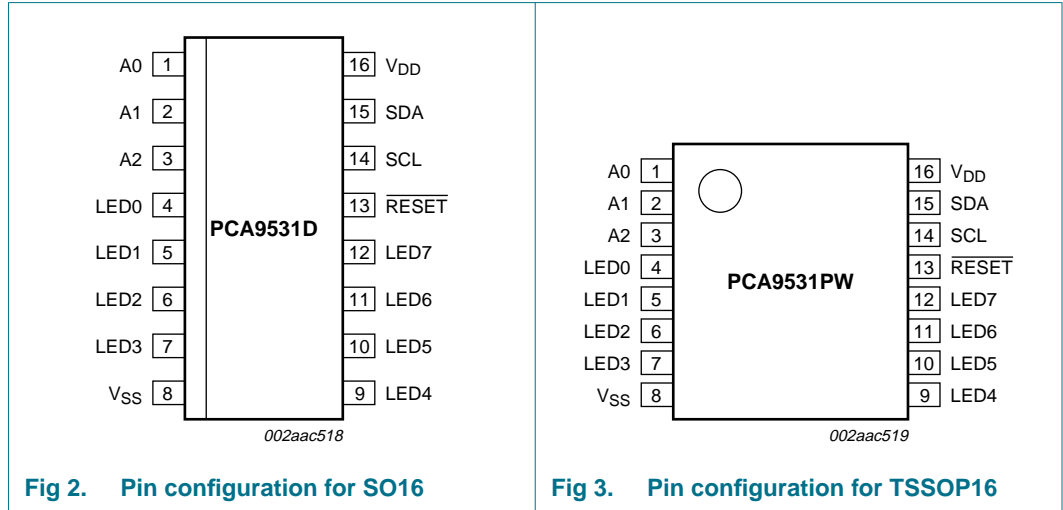 A0 1 16 VDD
A1 2 15 SDA
A2 3 14 SCL
LED0 4 13 RESET
PCA9531D
LED1 5 12 LED7
LED2 6 11 LED6
LED3 7 10 LED5
VSS 8 9 LED4
002aac518
Fig 2. Pin configuration for SO16
A0 1 16 VDD
A1 2 15 SDA
A2 3 14 SCL
LED0 4 13 RESET
PCA9531PW
LED1 5 12 LED7
LED2 6 11 LED6
LED3 7 10 LED5
VSS 8 9 LED4
002aac519
Fig 3. Pin configuration for TSSOP16